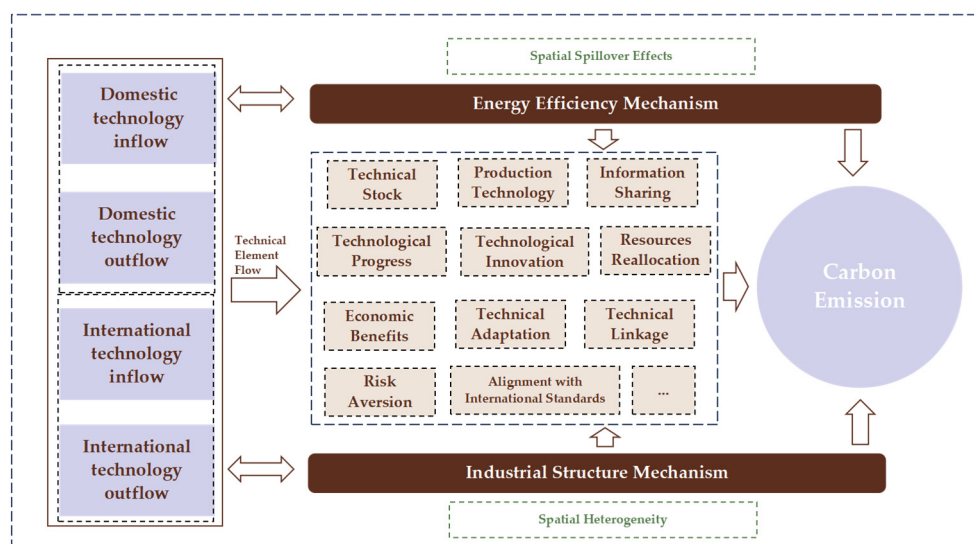 Spatial Spillover Effects
Energy Efficiency Mechanism
Domestic
technology
inflow
Domestic
technology
outflow
International
technology
inflow
International
technology
outflow
Technical
Element
Flow
Technical
Stock
Production
Technology
Information
Sharing
Technological
Progress
Technological
Innovation
Resources
Reallocation
Economic
Benefits
Technical
Adaptation
Technical
Linkage
Risk
Aversion
Alignment with
International Standards
...
Carbon
Emission
Industrial Structure Mechanism
Spatial Heterogeneity